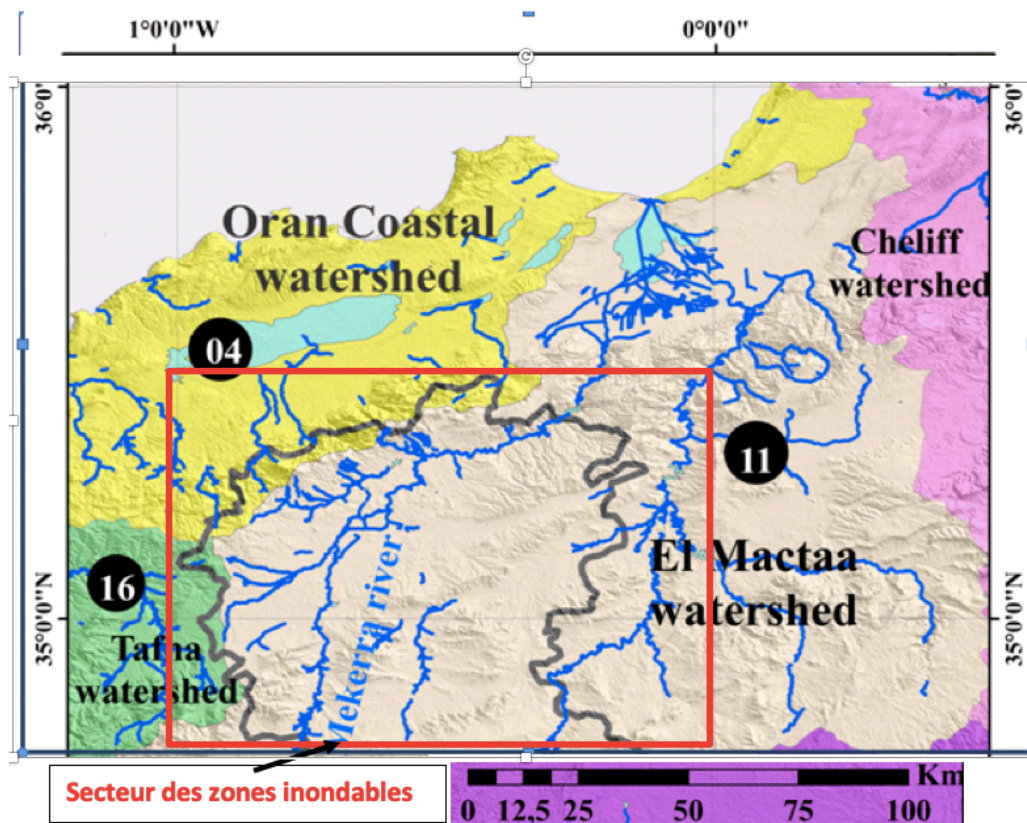 1°0'0"W
0°0'0"
36°0'0'
36°0'0'
Oran Coastal
watershed
Cheliff
watershed
04
11
El Mactaa
watershed
Mekerra river
16
Tafna
watershed
35°0'0"N
35°0'0"N
Secteur des zones inondables
Km
0 12,5 25 50 75 100